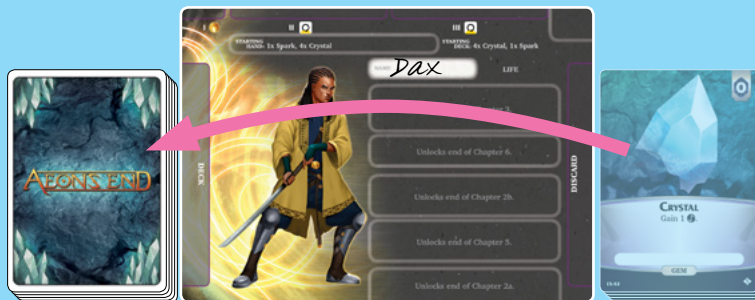 I
II
III
STARTING HAND: 1x Spark, 4x Crystal
STARTING DECK: 4x Crystal, 1x Spark
NAME
Dax
LIFE
Unlocks end of Chapter 6.
Unlocks end of Chapter 2b.
Unlocks end of Chapter 5.
Unlocks end of Chapter 2a.
DECK
DISCARD
AEON'S END
CRYSTAL
Gain 1
GEM